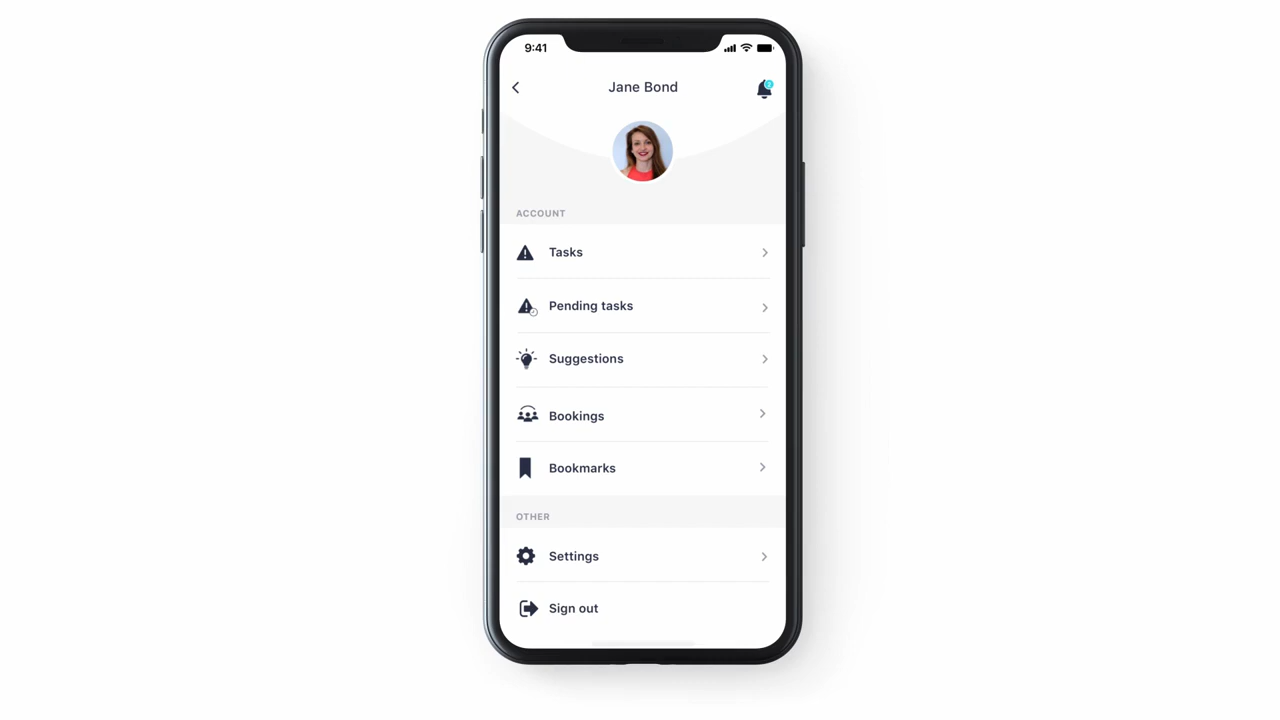 9:41
Jane Bond
ACCOUNT
Tasks
Pending tasks
Suggestions
Bookings
Bookmarks
OTHER
Settings
Sign out